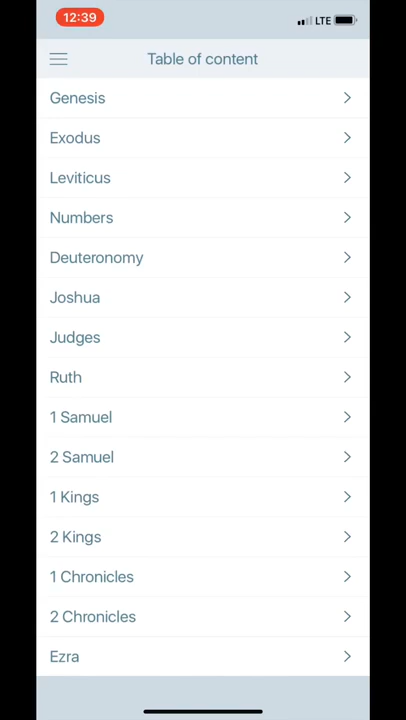 12:39 LTE
Table of content
Genesis
Exodus
Leviticus
Numbers
Deuteronomy
Joshua
Judges
Ruth
1 Samuel
2 Samuel
1 Kings
2 Kings
1 Chronicles
2 Chronicles
Ezra